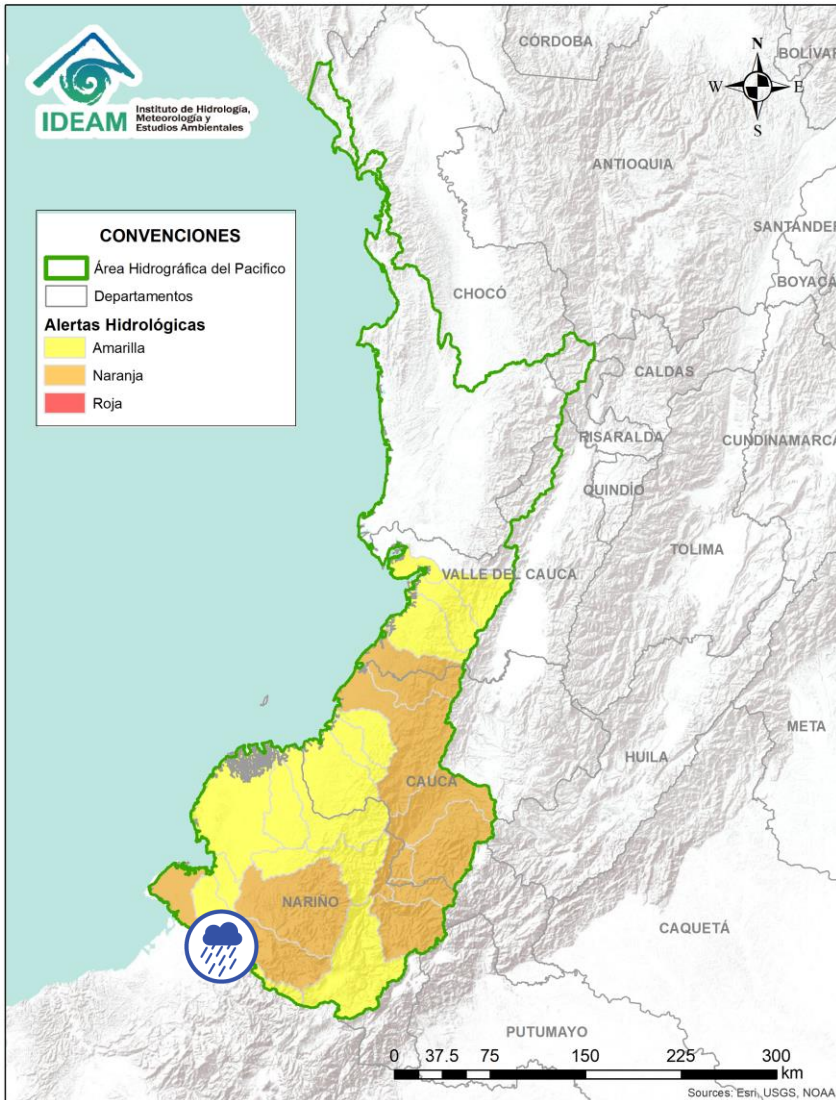 IDEAM
Instituto de Hidrología,
Meteorología y
Estudios Ambientales
CÓRDOBA
BOLÍVAR
N
W
E
S
ANTIOQUIA
SANTANDER
BOYACÁ
CONVENCIONES
Área Hidrográfica del Pacifico
Departamentos
Alertas Hidrológicas
Amarilla
Naranja
Roja
CHOCÓ
CALDAS
RISARALDA
CUNDINAMARCA
QUINDÍO
TOLIMA
VALLE DEL CAUCA
META
HUILA
CAUCA
NARIÑO
CAQUETÁ
PUTUMAYO
0 37.5 75 150 225 300
km
Sources: Esri, USGS, NOAA